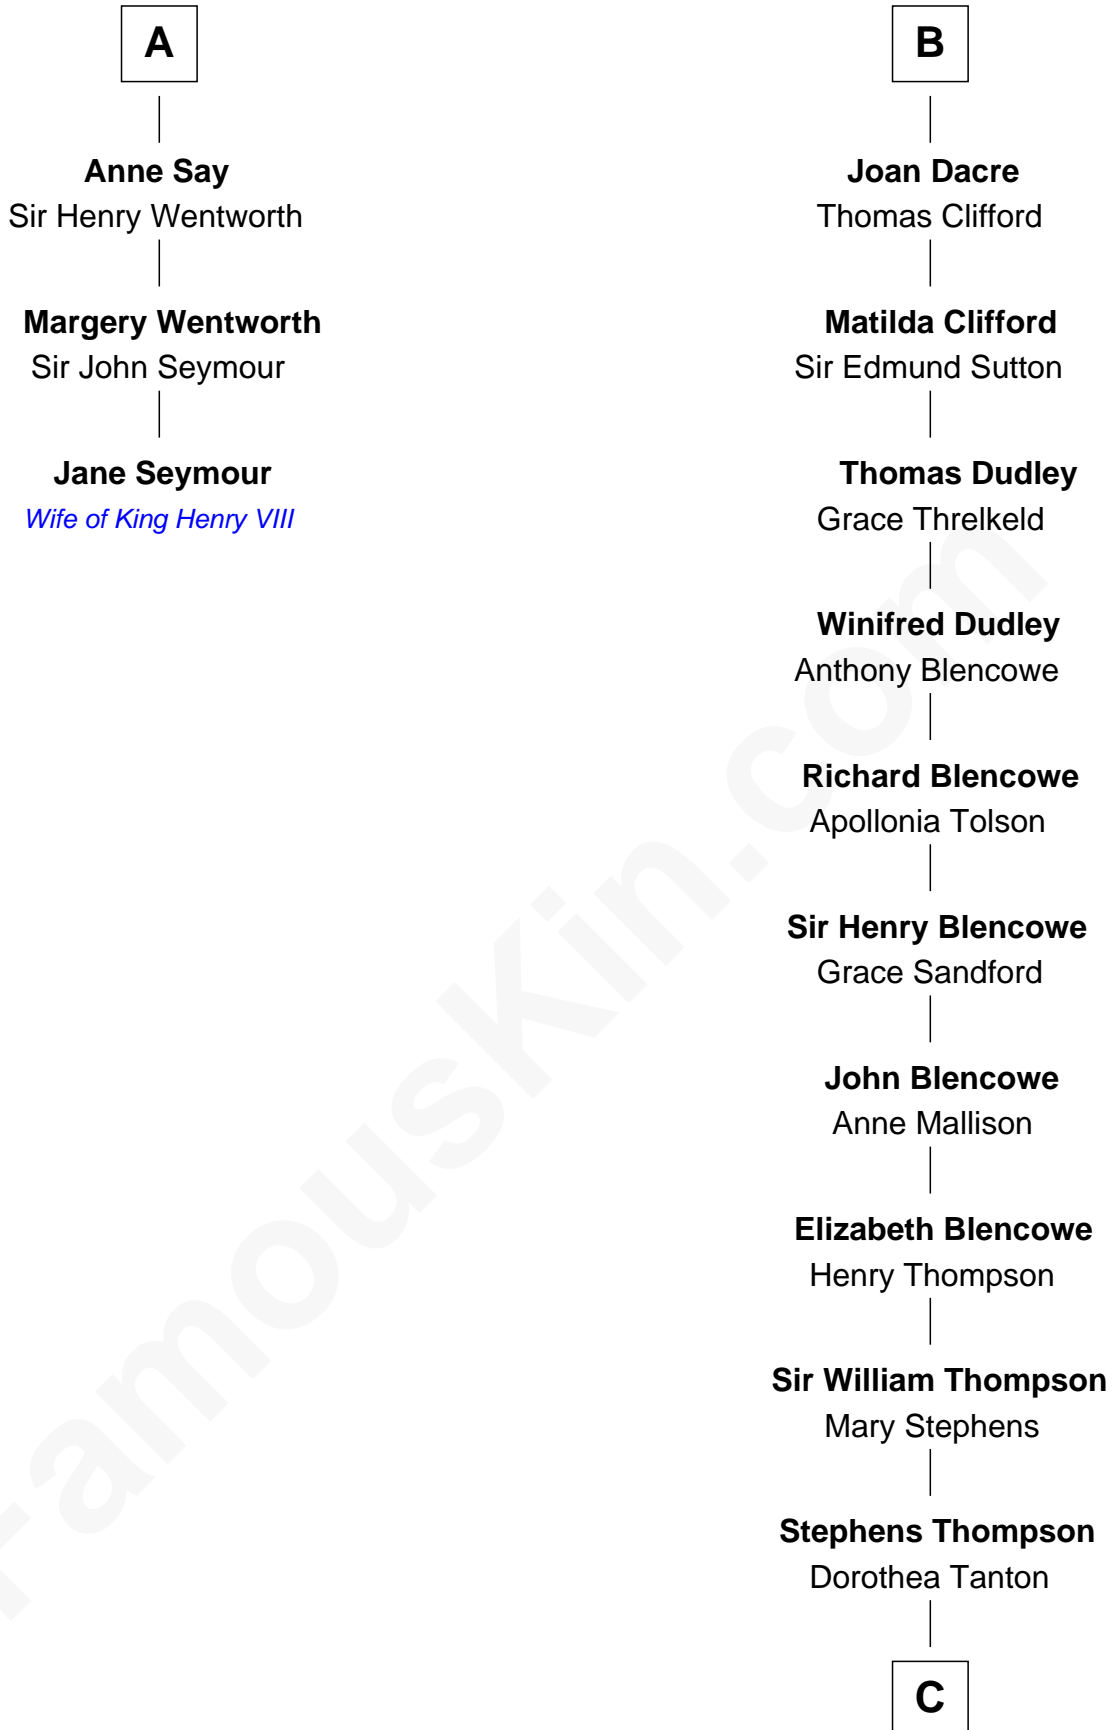 A
Anne Say
Sir Henry Wentworth
Margery Wentworth
Sir John Seymour
Jane Seymour
Wife of King Henry VIII
B
Joan Dacre
Thomas Clifford
Matilda Clifford
Sir Edmund Sutton
Thomas Dudley
Grace Threlkeld
Winifred Dudley
Anthony Blencowe
Richard Blencowe
Apollonia Tolson
Sir Henry Blencowe
Grace Sandford
John Blencowe
Anne Mallison
Elizabeth Blencowe
Henry Thompson
Sir William Thompson
Mary Stephens
Stephens Thompson
Dorothea Tanton
C
FamousKin.com